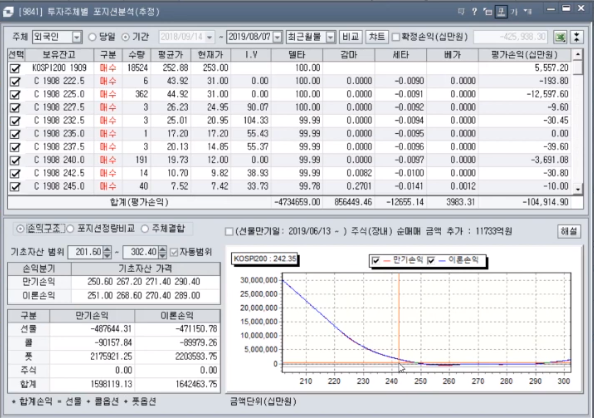 [9841] 투자주체별 포지션분석(추정)
주체 외국인 당일 기간 2018/09/14 ~ 2019/08/07 최근월물 비교 챠트 확정손익(십만원) -425,938.30
선택 보유잔고 구분 수량 평균가 현재가 I.V 델타 감마 세타 베가 평가손익(십만원)
KOSPI200 1909 매수 18524 252.88 253.00 100.00 5,557.20
C 1908 222.5 매수 6 43.92 31.00 0.00 100.00 0.0000 -0.0090 0.0000 -193.80
C 1908 225.0 매수 362 44.92 31.00 0.00 100.00 0.0000 -0.0091 0.0000 -12,597.60
C 1908 227.5 매수 3 26.23 24.95 90.07 100.00 0.0000 -0.0092 0.0000 -9.60
C 1908 232.5 매수 3 25.01 20.95 104.33 99.99 0.0000 -0.0094 0.0000 -30.45
C 1908 235.0 매수 1 17.20 17.20 55.43 99.99 0.0000 -0.0095 0.0000 0.00
C 1908 237.5 매수 3 20.13 14.85 55.37 99.99 0.0000 -0.0096 0.0000 -39.60
C 1908 240.0 매수 191 19.73 12.00 0.00 99.99 0.0000 -0.0097 0.0000 -3,691.08
C 1908 242.5 매수 14 10.70 9.82 38.93 99.99 0.0082 -0.0100 0.0000 -30.80
C 1908 245.0 매수 40 7.52 7.42 33.73 99.78 0.2701 -0.0141 0.0012 -10.00
합계(평가손익) -4734659.00 856449.46 -12655.14 3983.31 -104,914.90
손익구조 포지션정량비교 주체결합 (선물만기일: 2019/06/13 ~ ) 주식(장내) 순매매 금액 추가 : 11733억원 해설
기초자산 범위 201.60 ~ 302.40 자동범위
손익분기 기초자산 가격
만기손익 250.60 267.20 271.40 290.40
이론손익 251.00 268.60 270.40 289.00
구분 만기손익 이론손익
선물 -487644.31 -471150.78
콜 -90157.84 -89979.26
풋 2175921.25 2203593.75
주식 0.00 0.00
합계 1598119.13 1642463.75
* 합계손익 = 선물 + 콜옵션 + 풋옵션
KOSP200 : 242.35
만기손익 이론손익
30,000,000
25,000,000
20,000,000
15,000,000
10,000,000
5,000,000
0
210 220 230 240 250 260 270 280 290 300
금액단위(십만원)